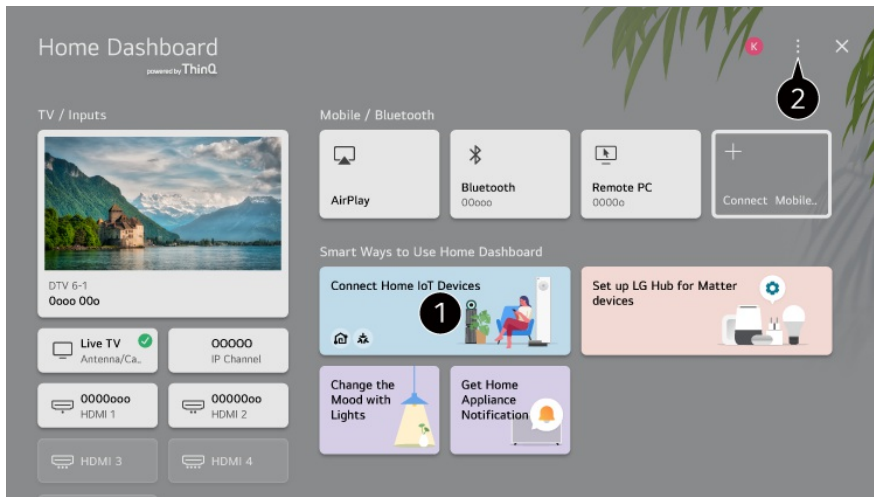 Home Dashboard
powered by ThinQ
K
2
TV / Inputs
DTV 6-1
0ooo 00o
Live TV
Antenna/Ca..
OOOOO
IP Channel
0000ooo
HDMI 1
00000oo
HDMI 2
HDMI 3
HDMI 4
Mobile / Bluetooth
AirPlay
Bluetooth
00ooo
Remote PC
0000o
Connect Mobile..
Smart Ways to Use Home Dashboard
Connect Home IoT Devices
1
Set up LG Hub for Matter
devices
Change the
Mood with
Lights
Get Home
Appliance
Notification